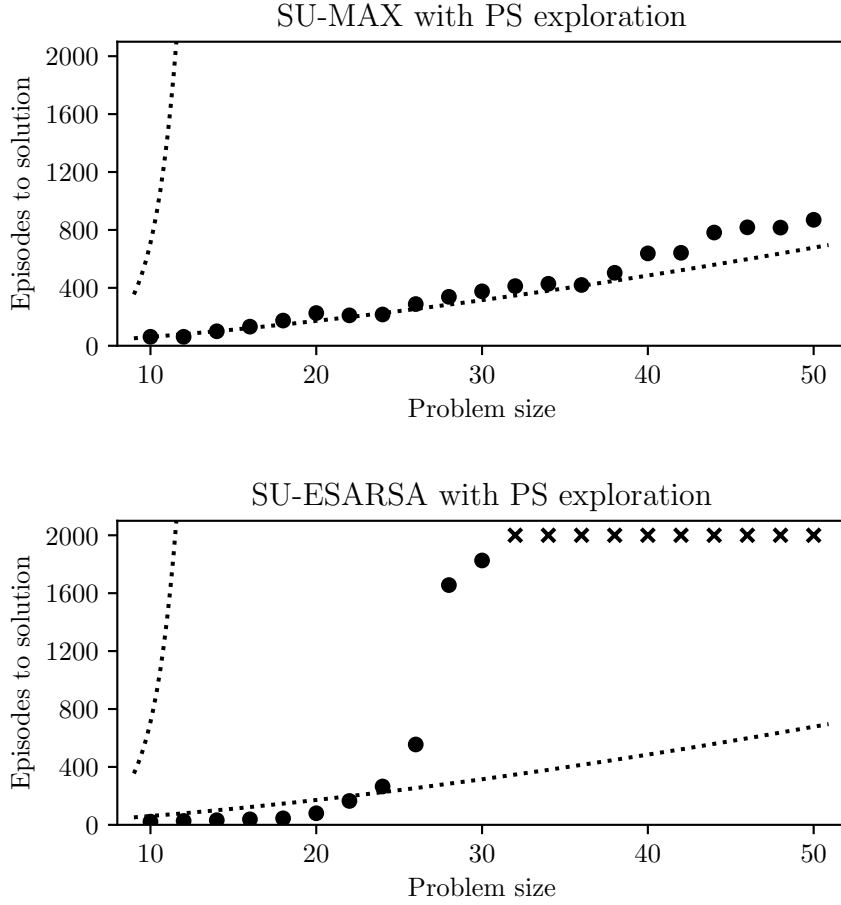 SU-MAX with PS exploration
Episodes to solution
2000
1600
1200
800
400
0
10 20 30 40 50
Problem size
SU-ESARSA with PS exploration
Episodes to solution
2000
1600
1200
800
400
0
10 20 30 40 50
Problem size